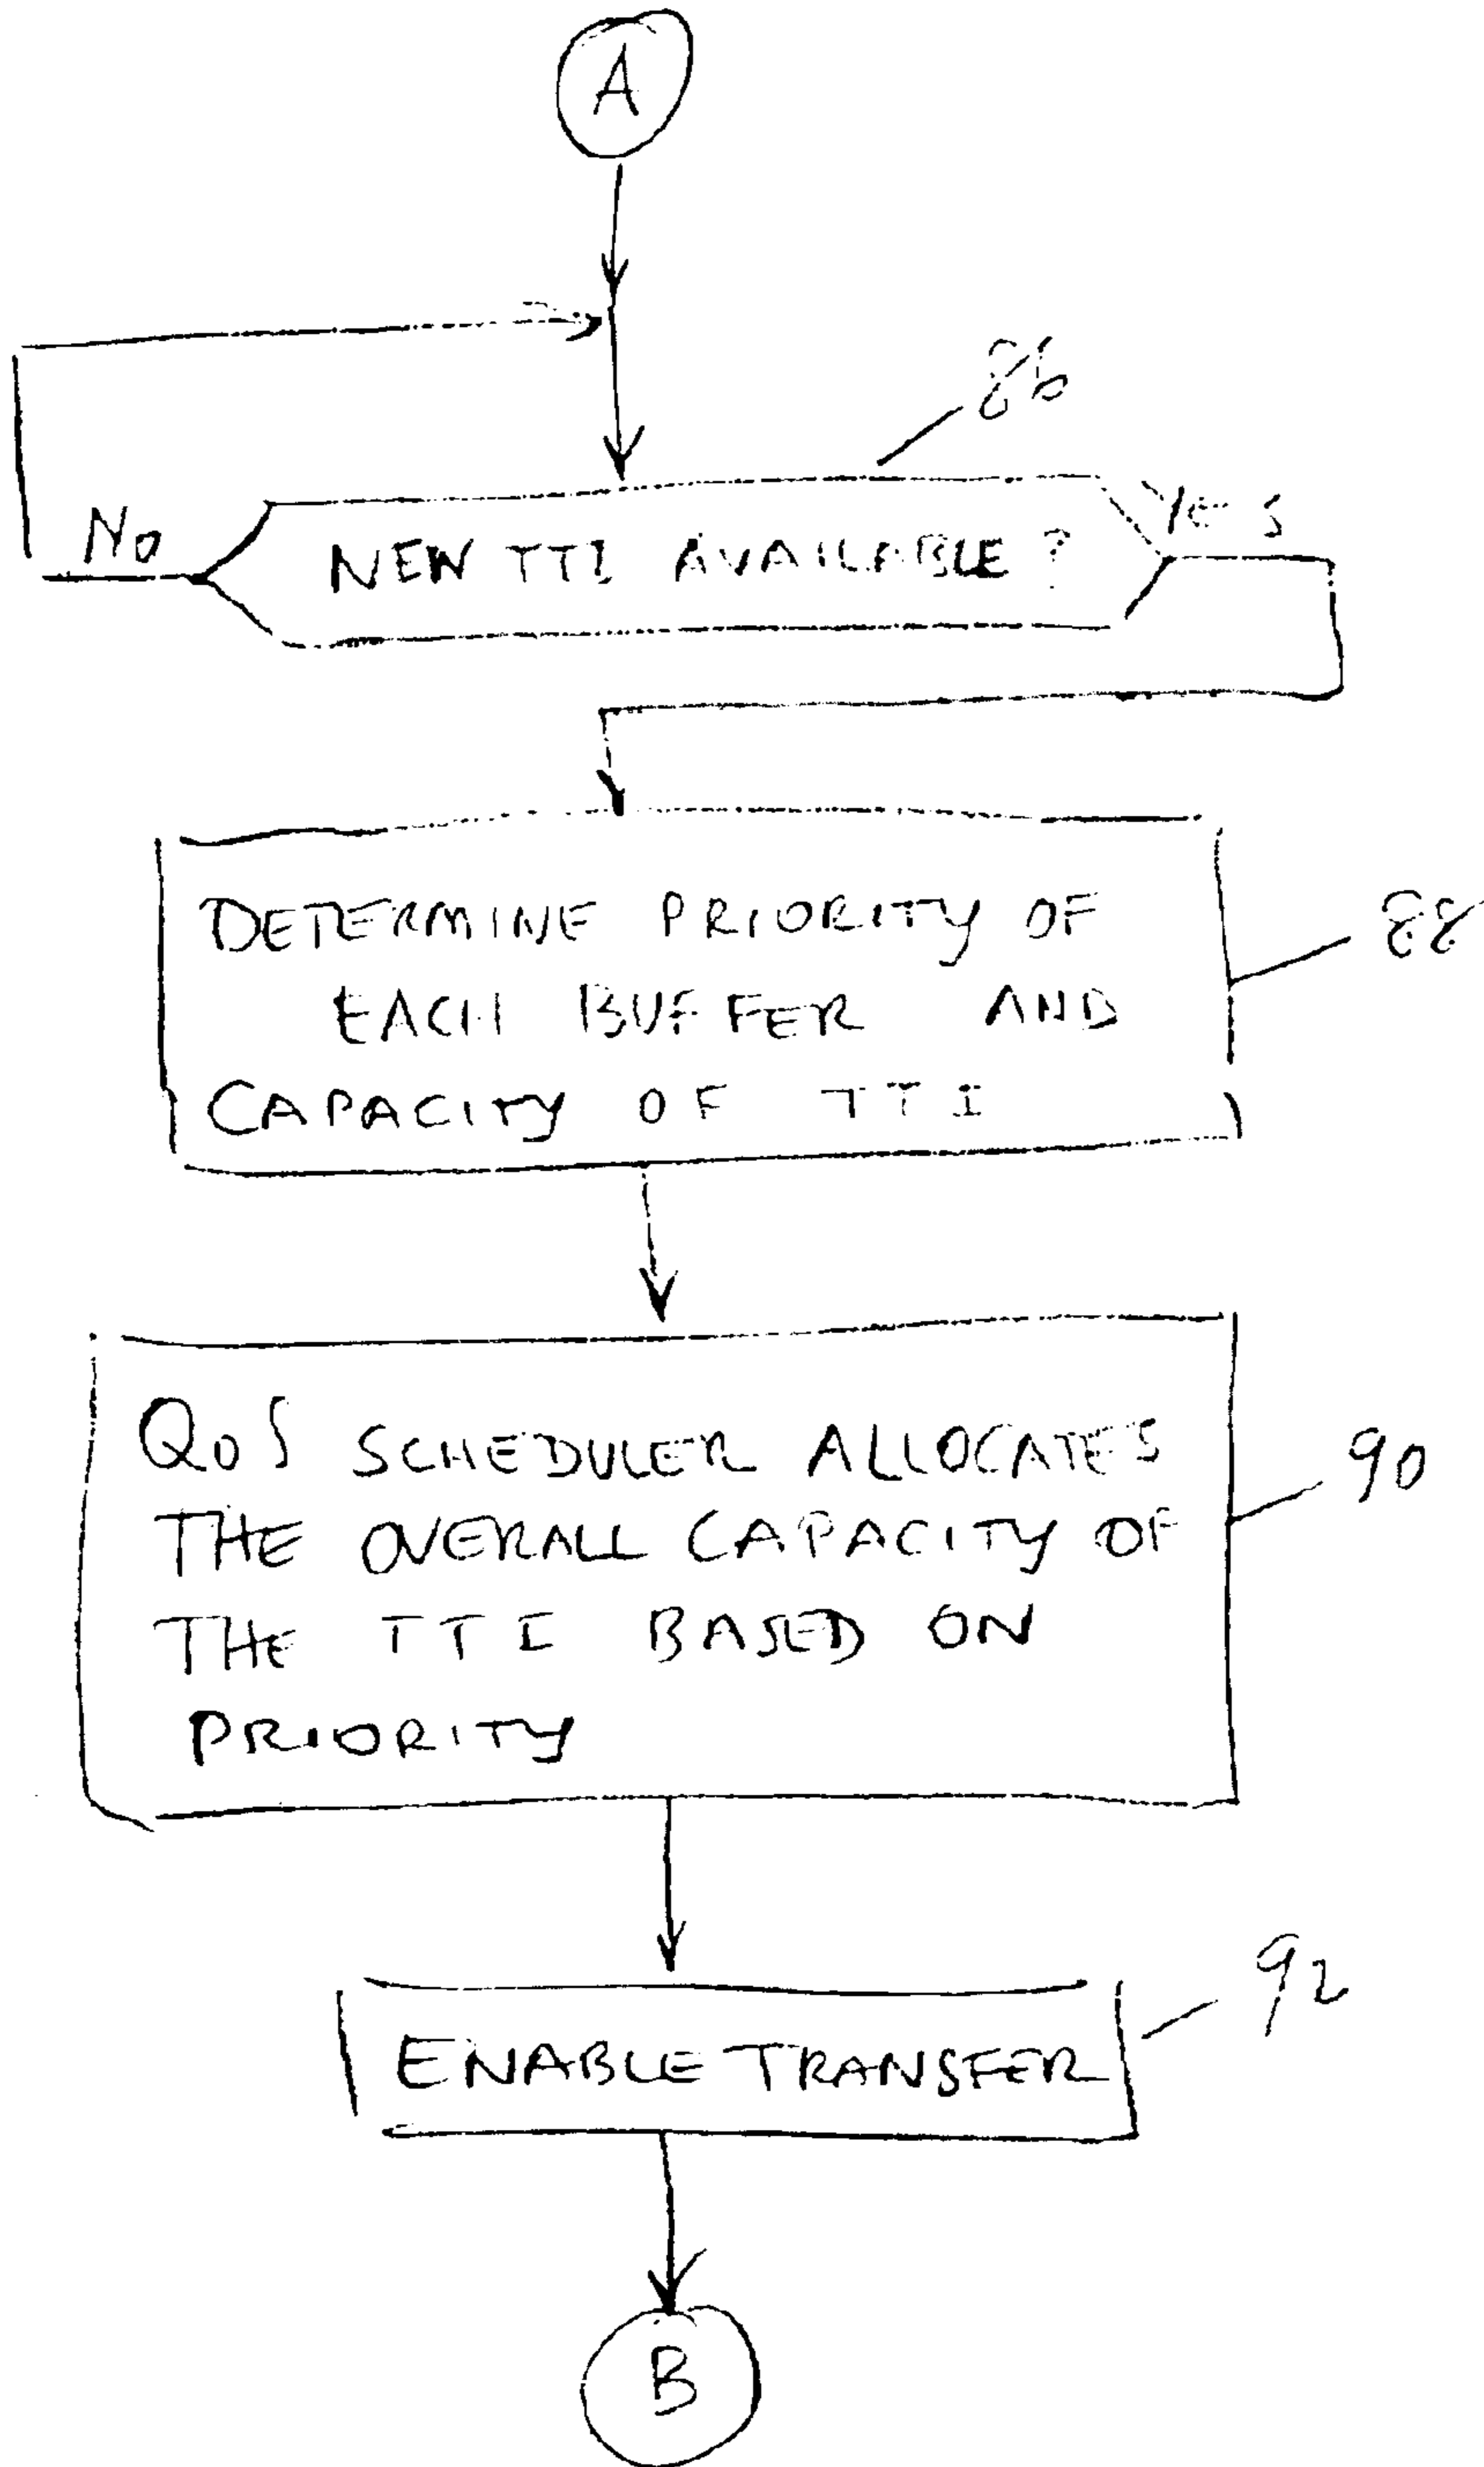 A
86
No
NEW TTI AVAILABLE ?
Yes
DETERMINE PRIORITY OF
EACH BUFFER AND
CAPACITY OF TTI
88
QoS SCHEDULER ALLOCATES
THE OVERALL CAPACITY OF
THE TTI BASED ON
PRIORITY
90
ENABLE TRANSFER
92
B